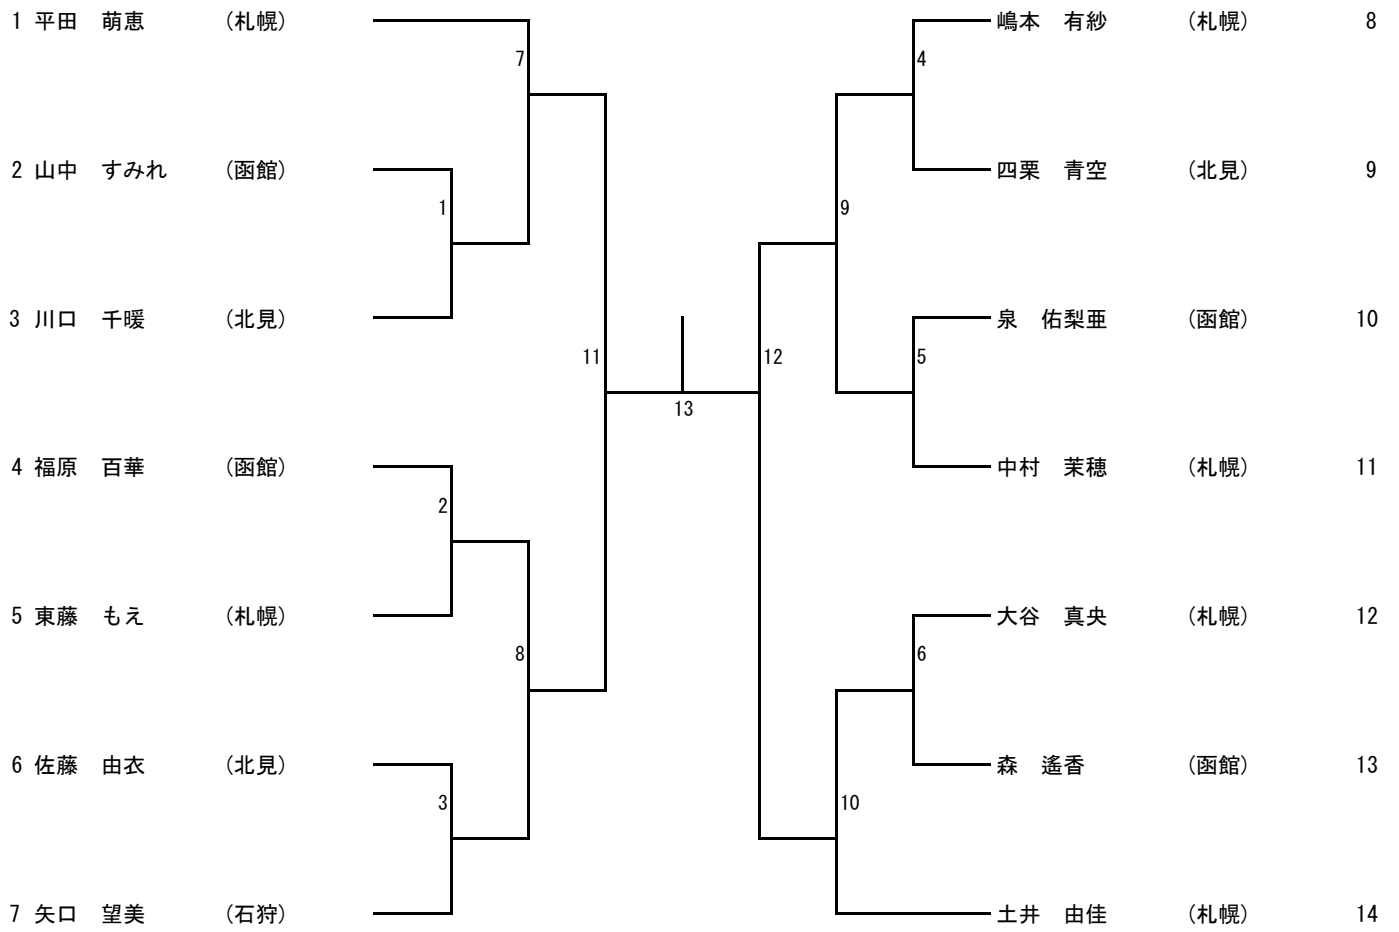 1 平田　萌恵 (札幌)
7
2 山中　すみれ (函館)
1
3 川口　千暖 (北見)
11
4 福原　百華 (函館)
2
5 東藤　もえ (札幌)
8
6 佐藤　由衣 (北見)
3
7 矢口　望美 (石狩)
13
嶋本　有紗 (札幌) 8
4
四栗　青空 (北見) 9
9
泉　佑梨亜 (函館) 10
12
5
中村　茉穂 (札幌) 11
大谷　真央 (札幌) 12
6
森　遙香 (函館) 13
10
土井　由佳 (札幌) 14